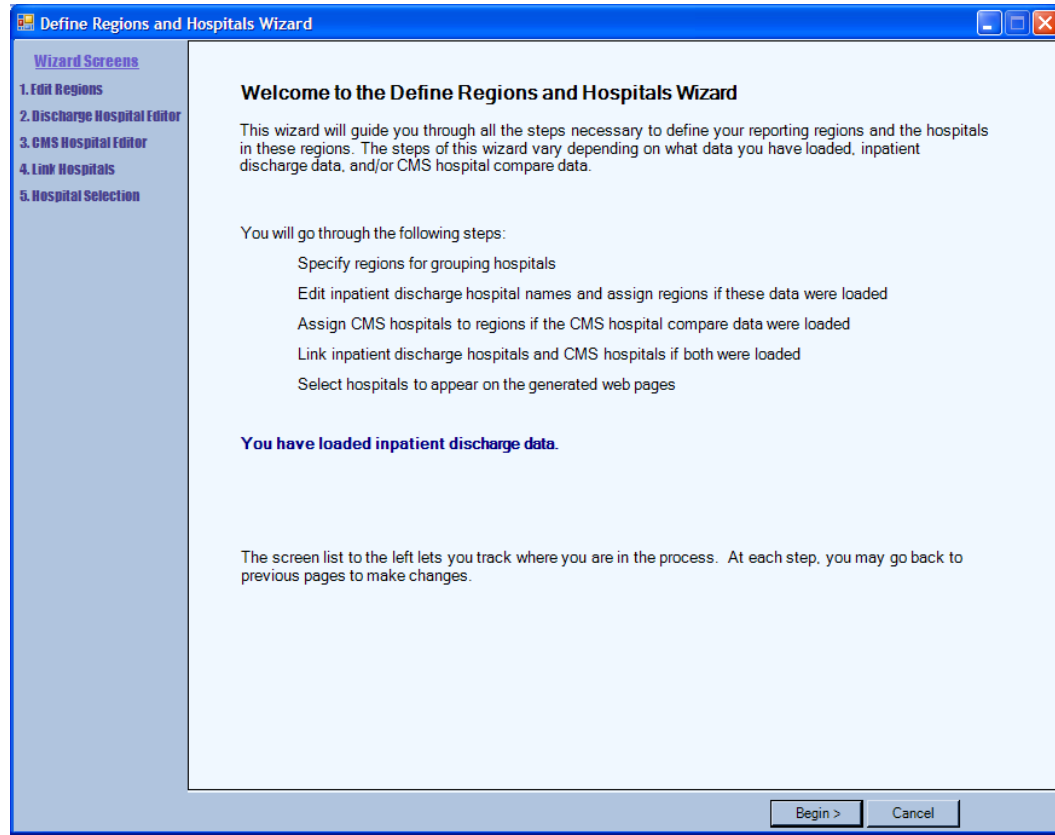 Define Regions and Hospitals Wizard
Wizard Screens
1. Edit Regions
2. Discharge Hospital Editor
3. CMS Hospital Editor
4. Link Hospitals
5. Hospital Selection
Welcome to the Define Regions and Hospitals Wizard
This wizard will guide you through all the steps necessary to define your reporting regions and the hospitals
in these regions. The steps of this wizard vary depending on what data you have loaded, inpatient
discharge data, and/or CMS hospital compare data.
You will go through the following steps:
Specify regions for grouping hospitals
Edit inpatient discharge hospital names and assign regions if these data were loaded
Assign CMS hospitals to regions if the CMS hospital compare data were loaded
Link inpatient discharge hospitals and CMS hospitals if both were loaded
Select hospitals to appear on the generated web pages
You have loaded inpatient discharge data.
The screen list to the left lets you track where you are in the process.  At each step, you may go back to
previous pages to make changes.
Begin >
Cancel